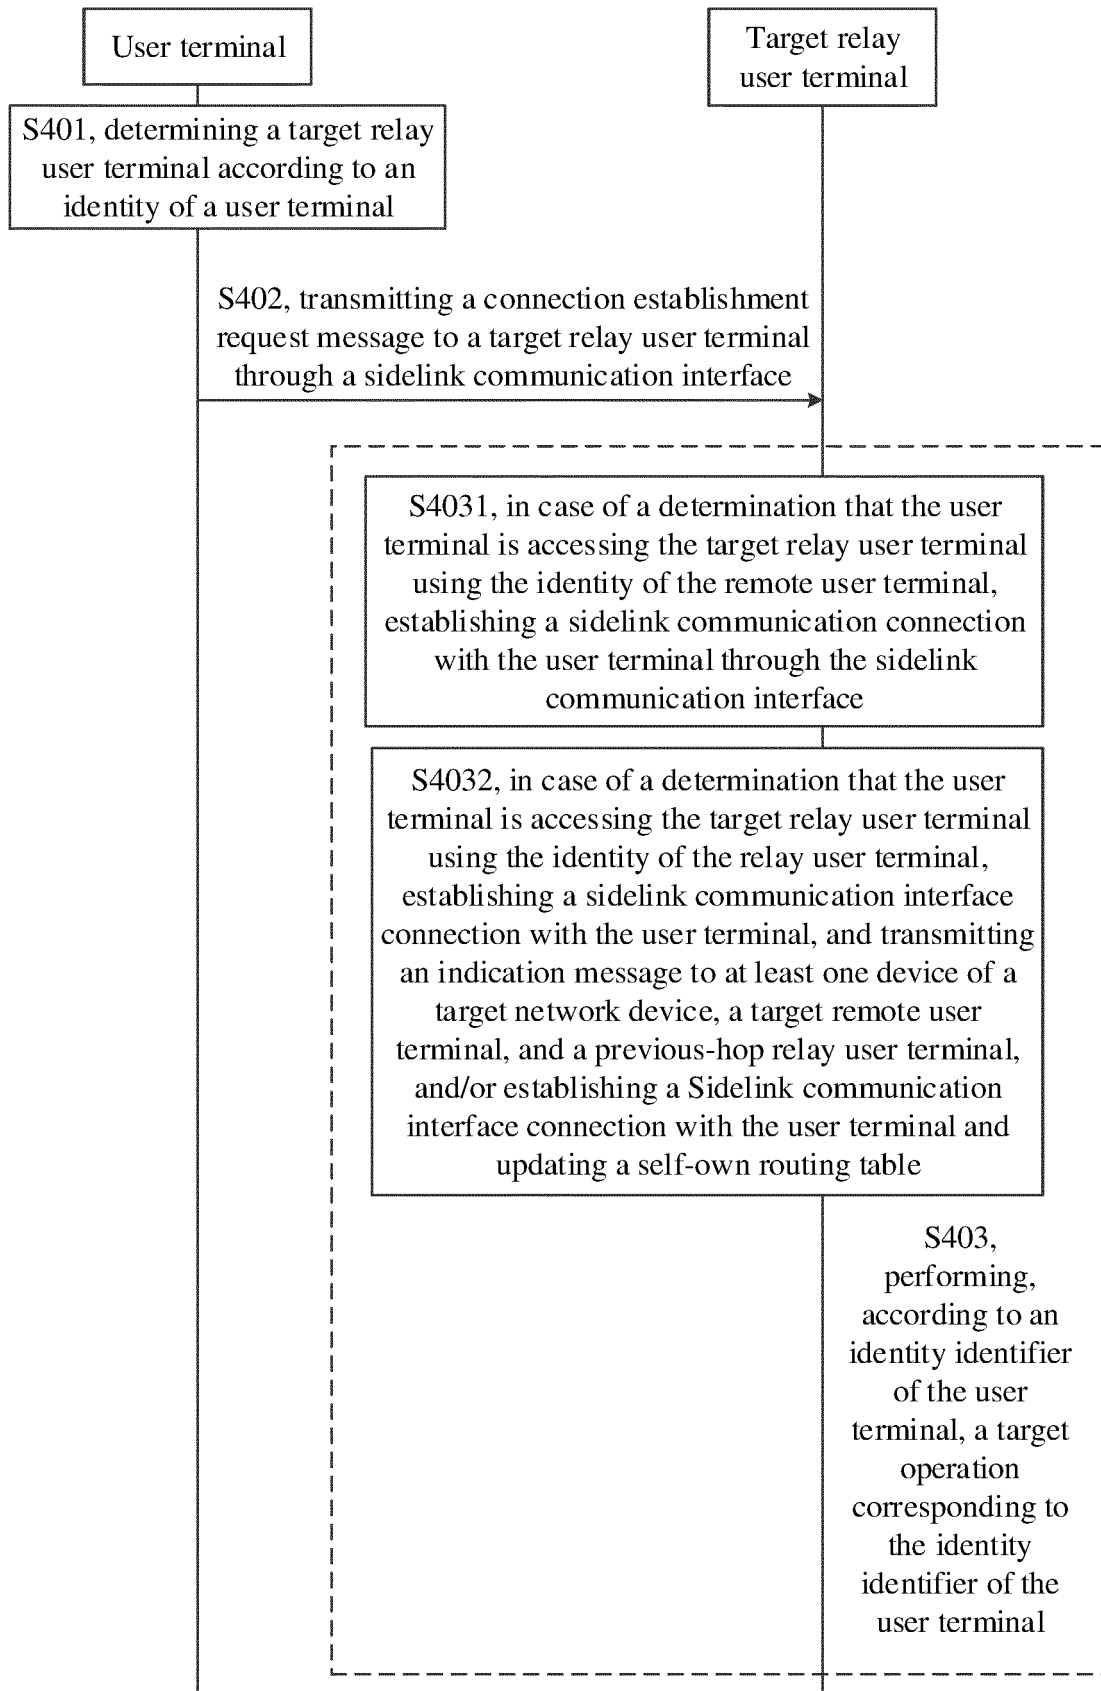 User terminal
Target relay
user terminal
S401, determining a target relay
user terminal according to an
identity of a user terminal
S402, transmitting a connection establishment
request message to a target relay user terminal
through a sidelink communication interface
S4031, in case of a determination that the user
terminal is accessing the target relay user terminal
using the identity of the remote user terminal,
establishing a sidelink communication connection
with the user terminal through the sidelink
communication interface
S4032, in case of a determination that the user
terminal is accessing the target relay user terminal
using the identity of the relay user terminal,
establishing a sidelink communication interface
connection with the user terminal, and transmitting
an indication message to at least one device of a
target network device, a target remote user
terminal, and a previous-hop relay user terminal,
and/or establishing a Sidelink communication
interface connection with the user terminal and
updating a self-own routing table
S403,
performing,
according to an
identity identifier
of the user
terminal, a target
operation
corresponding to
the identity
identifier of the
user terminal